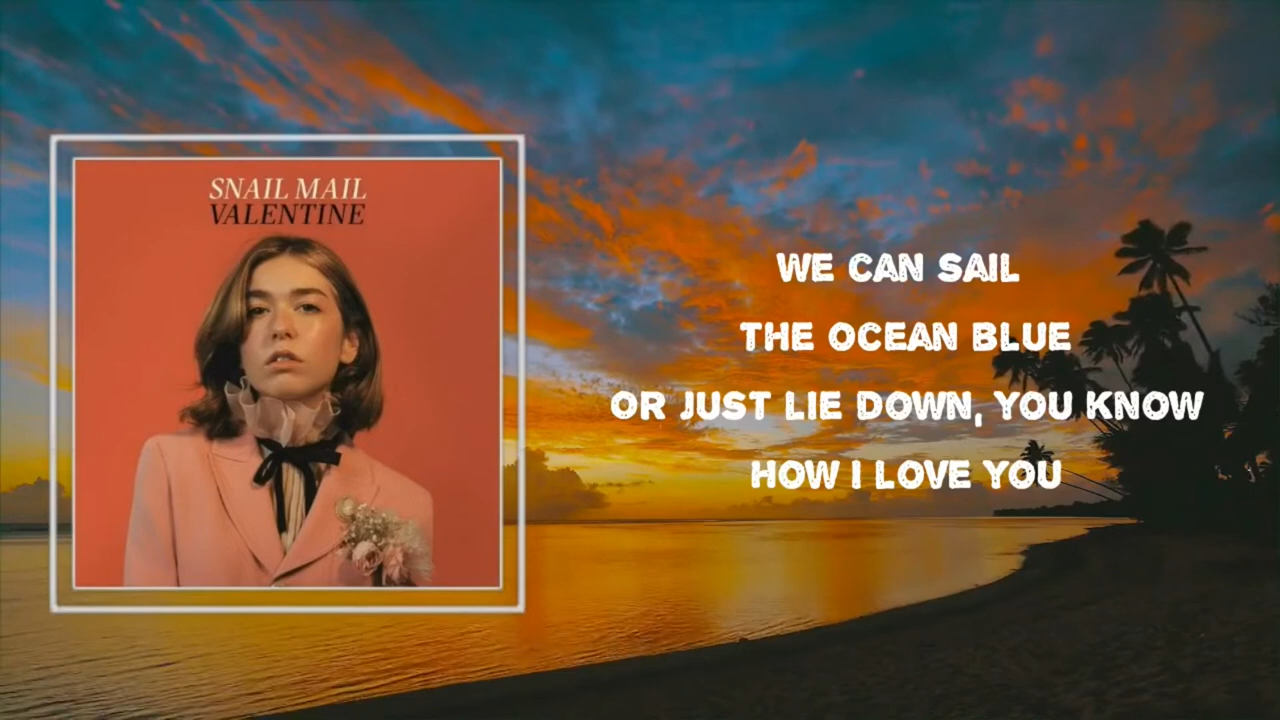 SNAIL MAIL
VALENTINE
WE CAN SAIL
THE OCEAN BLUE
OR JUST LIE DOWN, YOU KNOW
HOW I LOVE YOU